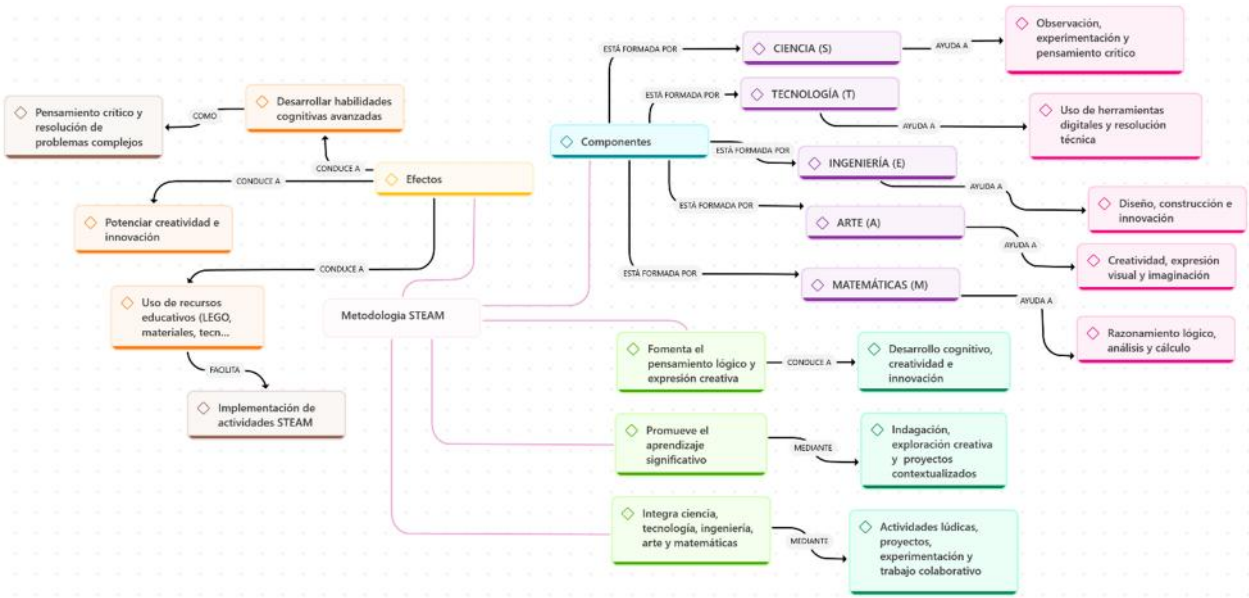 Pensamiento crítico y
resolución de
problemas complejos
COMO
Desarrollar habilidades
cognitivas avanzadas
CONDUCE A
CONDUCE A
Efectos
Potenciar creatividad e
innovación
CONDUCE A
Uso de recursos
educativos (LEGO,
materiales, tecn...
FACILITA
Implementación de
actividades STEAM
Metodologia STEAM
Componentes
ESTÁ FORMADA POR
CIENCIA (S)
AYUDA A
Observación,
experimentación y
pensamiento critico
ESTÁ FORMADA POR
TECNOLOGÍA (T)
AYUDA A
Uso de herramientas
digitales y resolución
técnica
ESTÁ FORMADA POR
INGENIERÍA (E)
AYUDA A
Diseño, construcción e
innovación
ESTÁ FORMADA POR
ARTE (A)
AYUDA A
Creatividad, expresión
visual y imaginación
ESTÁ FORMADA POR
MATEMÁTICAS (M)
AYUDA A
Razonamiento lógico,
análisis y cálculo
Fomenta el
pensamiento lógico y
expresión creativa
CONDUCE A
Desarrollo cognitivo,
creatividad e
innovación
Promueve el
aprendizaje
significativo
MEDIANTE
Indagación,
exploración creativa
y proyectos
contextualizados
Integra ciencia,
tecnología, ingeniería,
arte y matemáticas
MEDIANTE
Actividades lúdicas,
proyectos,
experimentación y
trabajo colaborativo